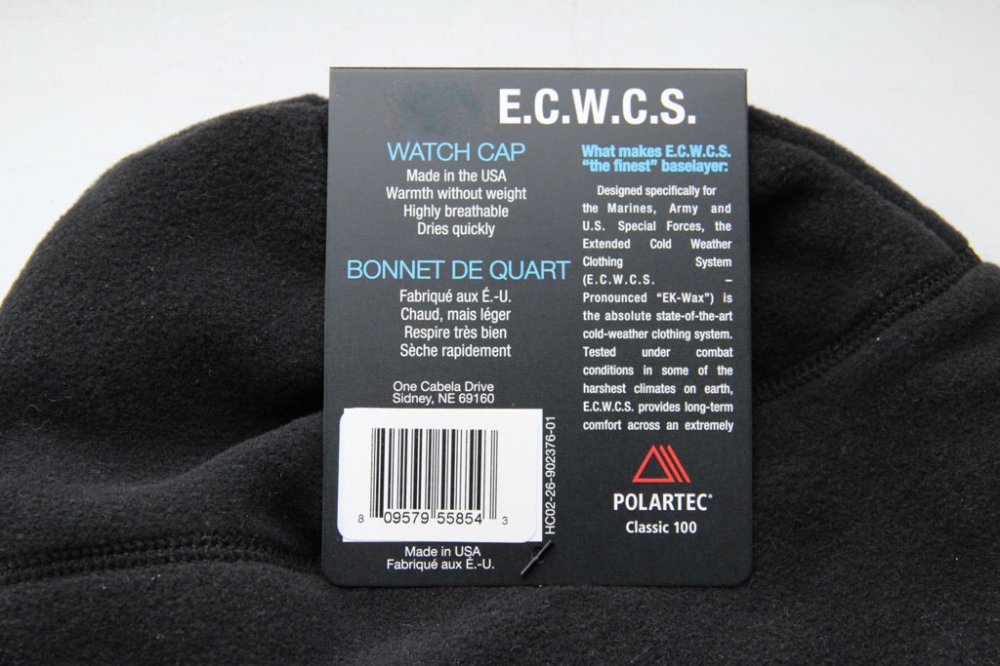 E.C.W.C.S.
WATCH CAP
Made in the USA
Warmth without weight
Highly breathable
Dries quickly
BONNET DE QUART
Fabriqué aux É.-U.
Chaud, mais léger
Respire très bien
Sèche rapidement
One Cabela Drive
Sidney, NE 69160
8 09579 55854 3
HC02-26-902376-01
Made in USA
Fabriqué aux É.-U.
What makes E.C.W.C.S.
“the finest” baselayer:
Designed specifically for
the Marines, Army and
U.S. Special Forces, the
Extended Cold Weather
Clothing System
(E.C.W.C.S. –
Pronounced “EK-Wax”) is
the absolute state-of-the-art
cold-weather clothing system.
Tested under combat
conditions in some of the
harshest climates on earth,
E.C.W.C.S. provides long-term
comfort across an extremely
POLARTEC®
Classic 100